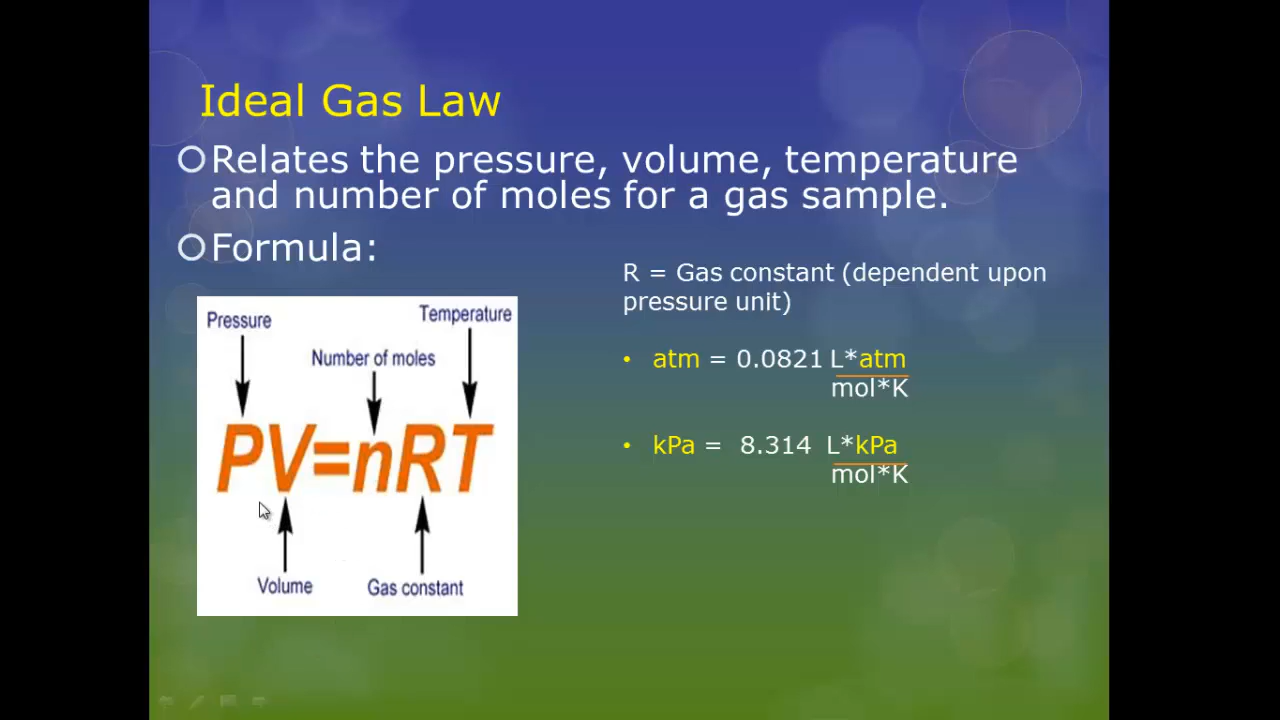 Ideal Gas Law
Relates the pressure, volume, temperature
and number of moles for a gas sample.
Formula:
R = Gas constant (dependent upon
pressure unit)
• atm = 0.0821 L*atm
mol*K
• kPa = 8.314 L*kPa
mol*K
Pressure
Temperature
Number of moles
PV=nRT
Volume
Gas constant